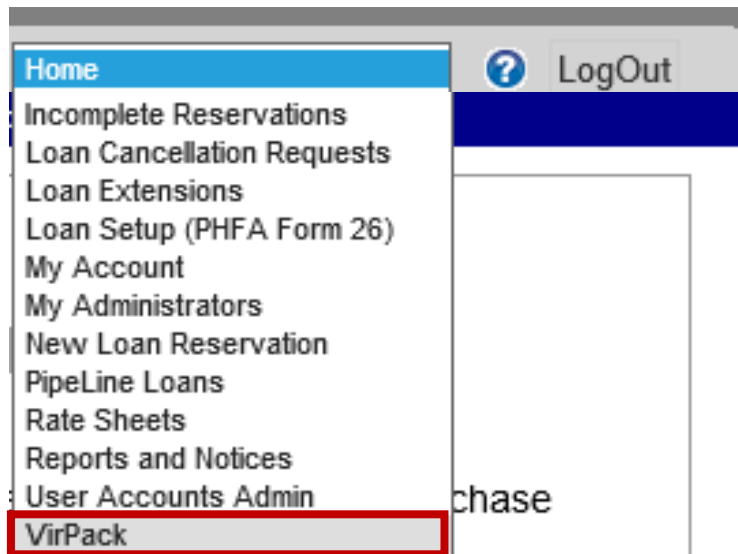 Home
LogOut
Incomplete Reservations
Loan Cancellation Requests
Loan Extensions
Loan Setup (PHFA Form 26)
My Account
My Administrators
New Loan Reservation
PipeLine Loans
Rate Sheets
Reports and Notices
User Accounts Admin
chase
VirPack